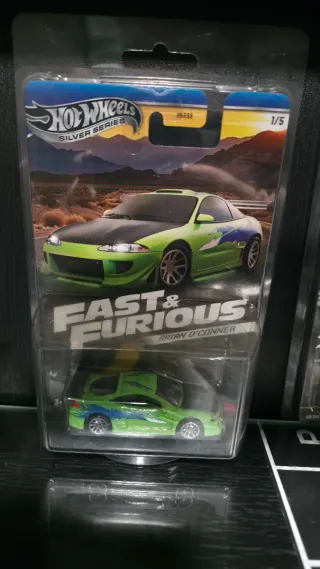 HOT WHEELS
SILVER SERIES
1/5
FAST &
FURIOUS
BRIAN O'CONNER